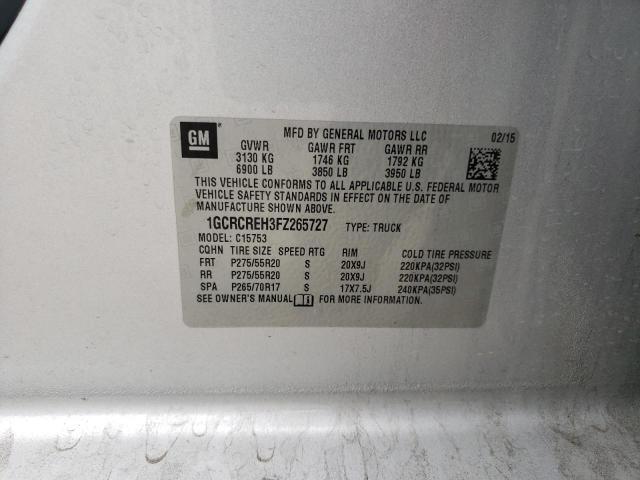 GM
MFD BY GENERAL MOTORS LLC 02/15
GVWR GAWR FRT GAWR RR
3130 KG 1746 KG 1792 KG
6900 LB 3850 LB 3950 LB
THIS VEHICLE CONFORMS TO ALL APPLICABLE U.S. FEDERAL MOTOR
VEHICLE SAFETY STANDARDS IN EFFECT ON THE DATE OF
MANUFACTURE SHOWN ABOVE.
1GCRCREH3FZ265727 TYPE: TRUCK
MODEL: C15753
CQHN TIRE SIZE SPEED RTG RIM COLD TIRE PRESSURE
FRT P275/55R20 S 20X9J 220KPA(32PSI)
RR P275/55R20 S 20X9J 220KPA(32PSI)
SPA P265/70R17 S 17X7.5J 240KPA(35PSI)
SEE OWNER'S MANUAL FOR MORE INFORMATION